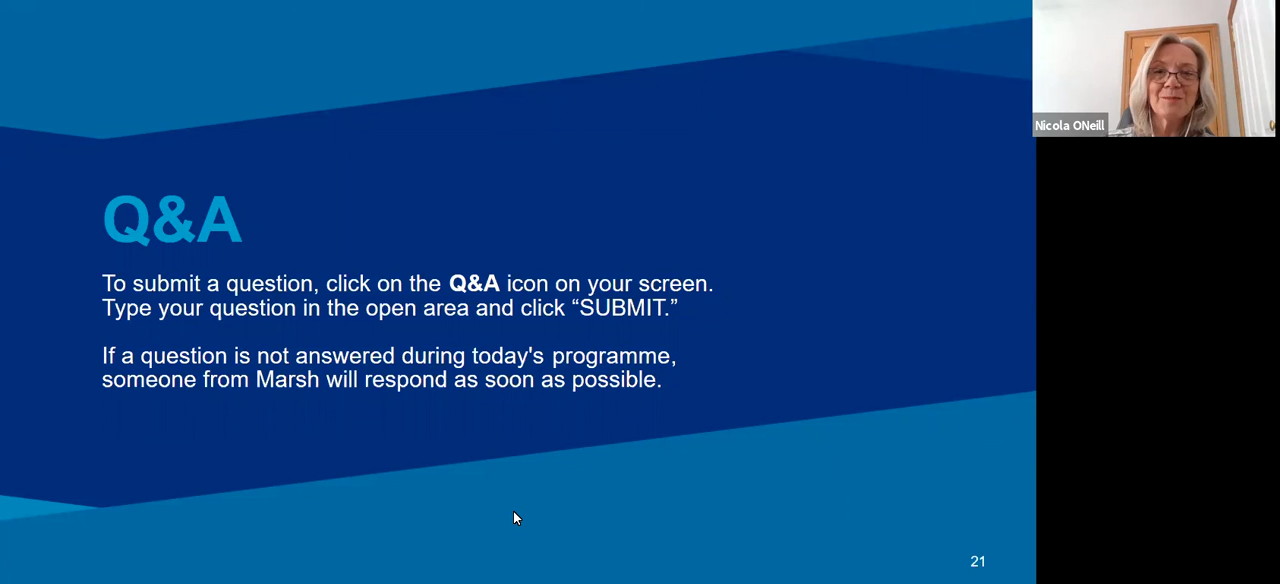 Q&A
To submit a question, click on the Q&A icon on your screen.
Type your question in the open area and click “SUBMIT.”
If a question is not answered during today's programme,
someone from Marsh will respond as soon as possible.
21
Nicola ONeill